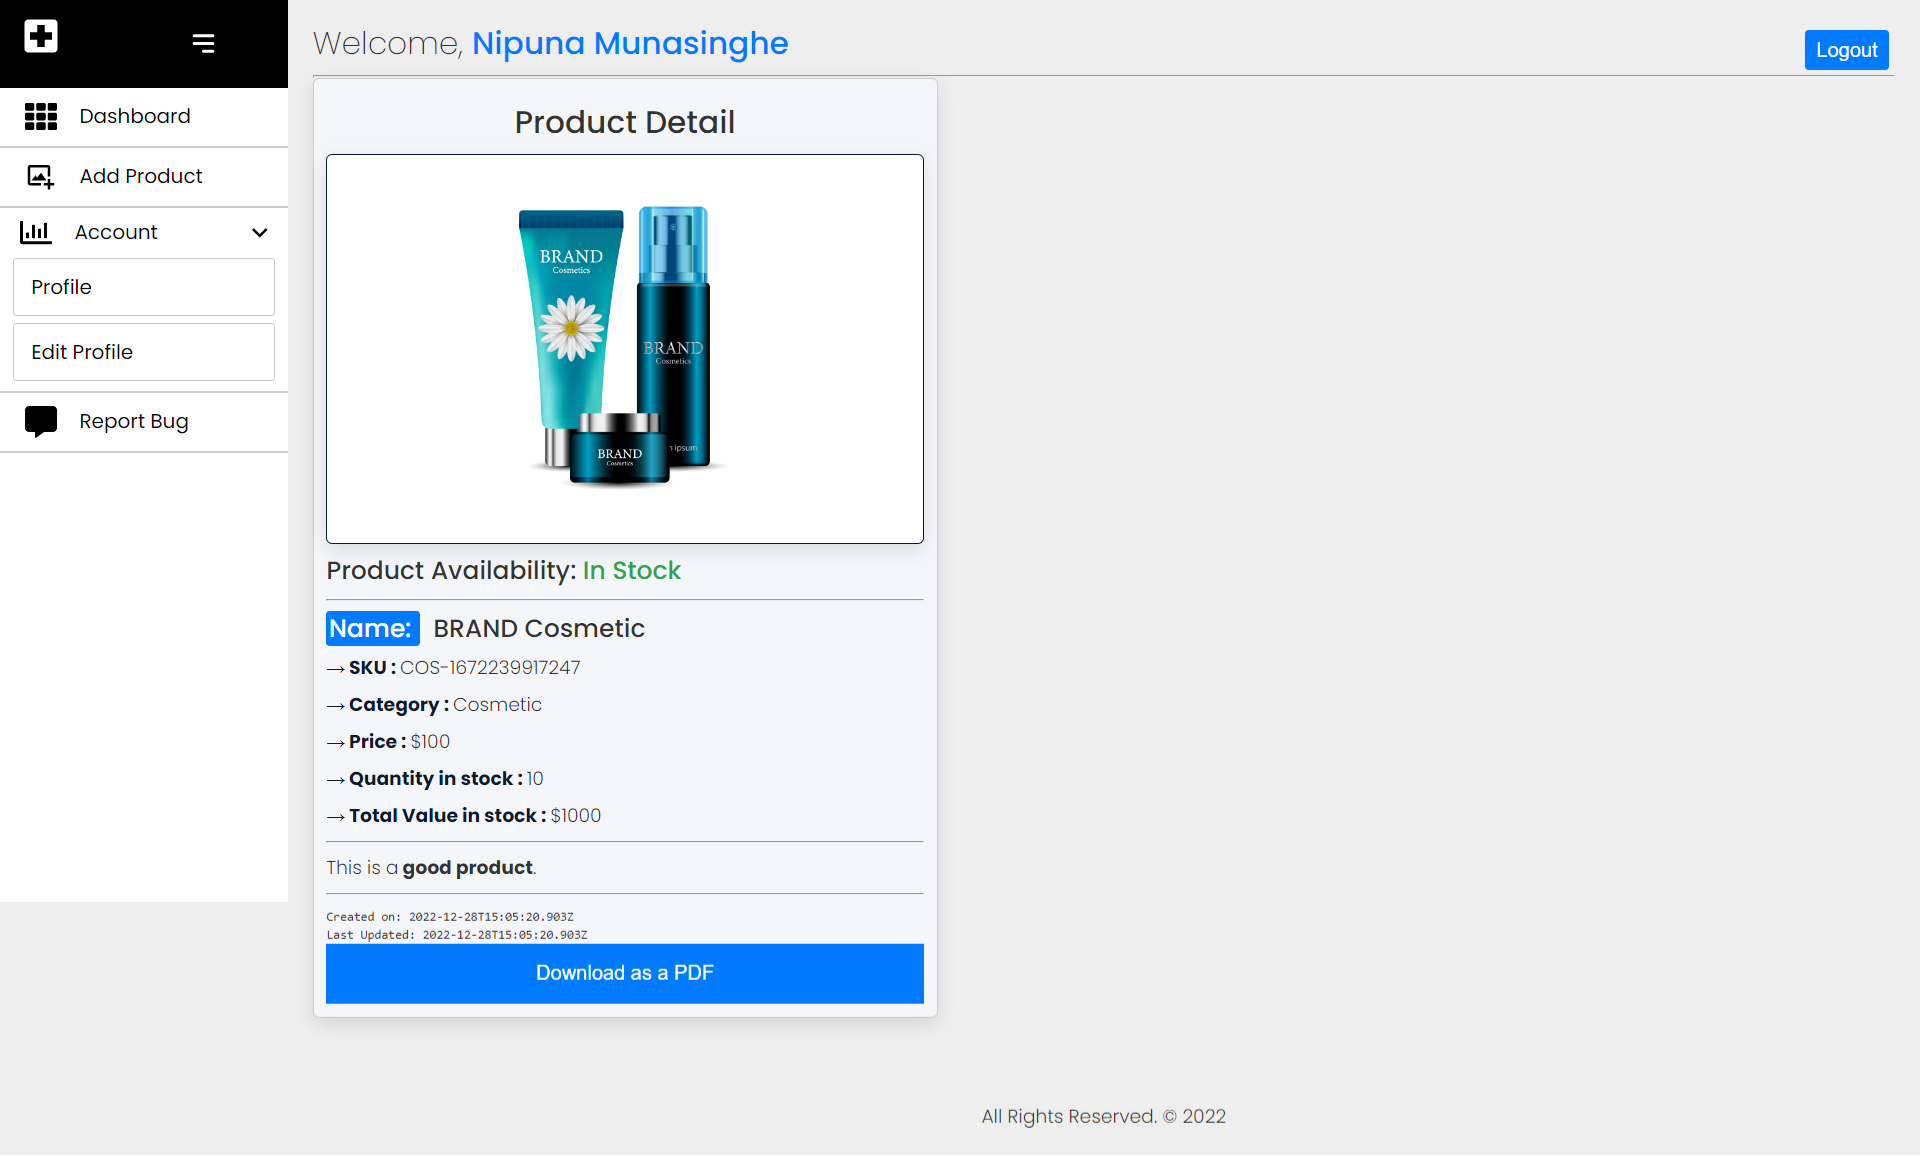 Welcome, Nipuna Munasinghe
Logout
Dashboard
Add Product
Account
Profile
Edit Profile
Report Bug
Product Detail
BRAND
Cosmetics
BRAND
Cosmetics
ipsum
BRAND
Cosmetics
Product Availability: In Stock
Name: BRAND Cosmetic
→ SKU : COS-1672239917247
→ Category : Cosmetic
→ Price : $100
→ Quantity in stock : 10
→ Total Value in stock : $1000
This is a good product.
Created on: 2022-12-28T15:05:20.903Z
Last Updated: 2022-12-28T15:05:20.903Z
Download as a PDF
All Rights Reserved. © 2022